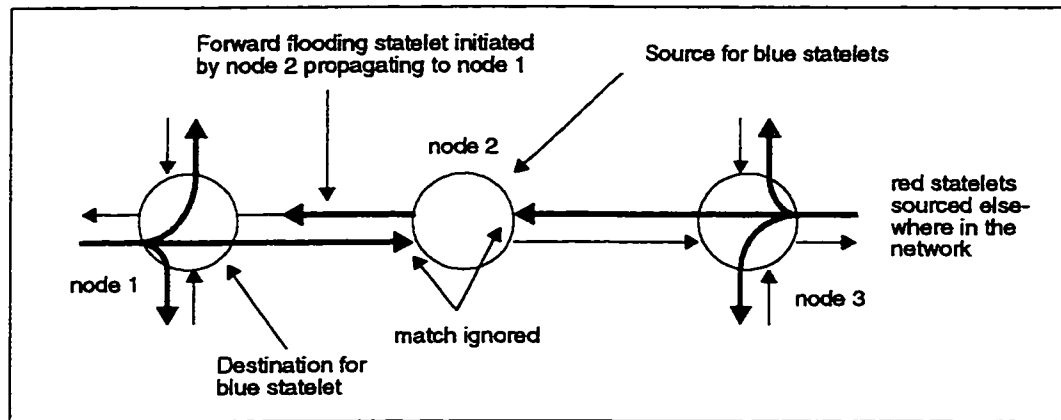 Forward flooding statelet initiated
by node 2 propagating to node 1
Source for blue statelets
node 2
red statelets
sourced else-
where in the
network
node 1
node 3
match ignored
Destination for
blue statelet